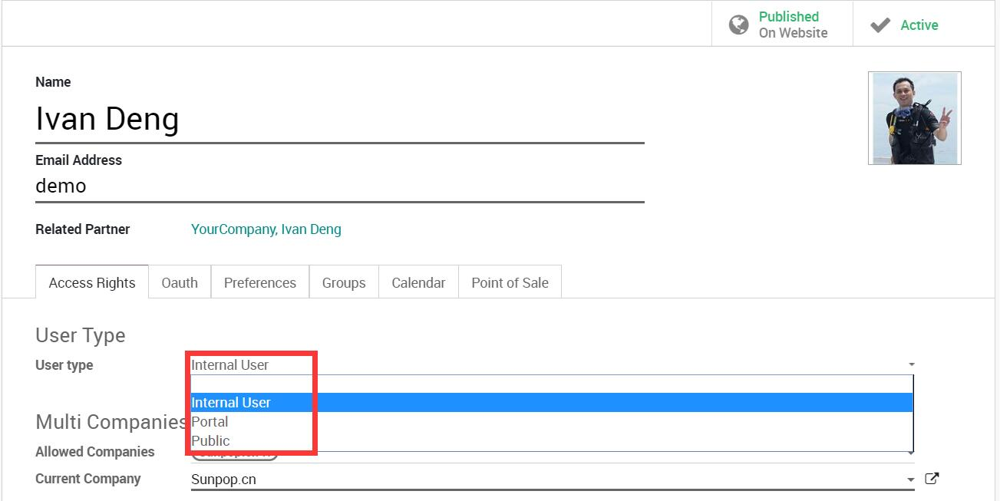 Published
On Website
Active
Name
Ivan Deng
Email Address
demo
Related Partner YourCompany, Ivan Deng
Access Rights Oauth Preferences Groups Calendar Point of Sale
User Type
User type Internal User
Internal User
Multi Companies Portal
Public
Allowed Companies
Current Company Sunpop.cn